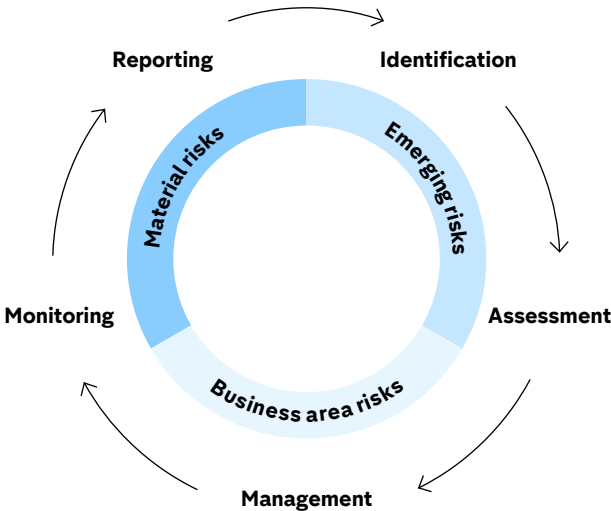 Reporting
Identification
Material risks
Emerging risks
Monitoring
Assessment
Business area risks
Management